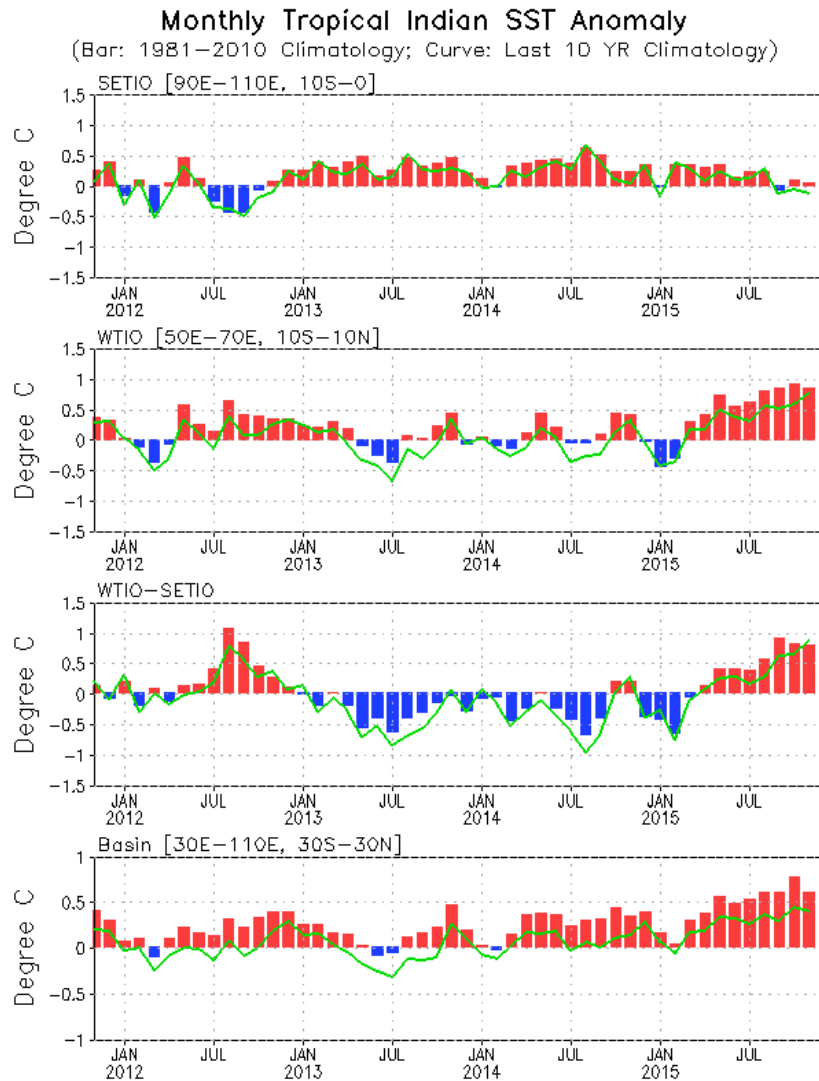 Monthly Tropical Indian SST Anomaly
(Bar: 1981-2010 Climatology; Curve: Last 10 YR Climatology)
SETIO [90E-110E, 10S-0]
Degree C
1.5
1
0.5
0
-0.5
-1
-1.5
JAN JUL JAN JUL JAN JUL JAN JUL
2012 2013 2014 2015
WTIO [50E-70E, 10S-10N]
Degree C
1.5
1
0.5
0
-0.5
-1
-1.5
JAN JUL JAN JUL JAN JUL JAN JUL
2012 2013 2014 2015
WTIO-SETIO
Degree C
1.5
1
0.5
0
-0.5
-1
-1.5
JAN JUL JAN JUL JAN JUL JAN JUL
2012 2013 2014 2015
Basin [30E-110E, 30S-30N]
Degree C
1
0.5
0
-0.5
-1
JAN JUL JAN JUL JAN JUL JAN JUL
2012 2013 2014 2015